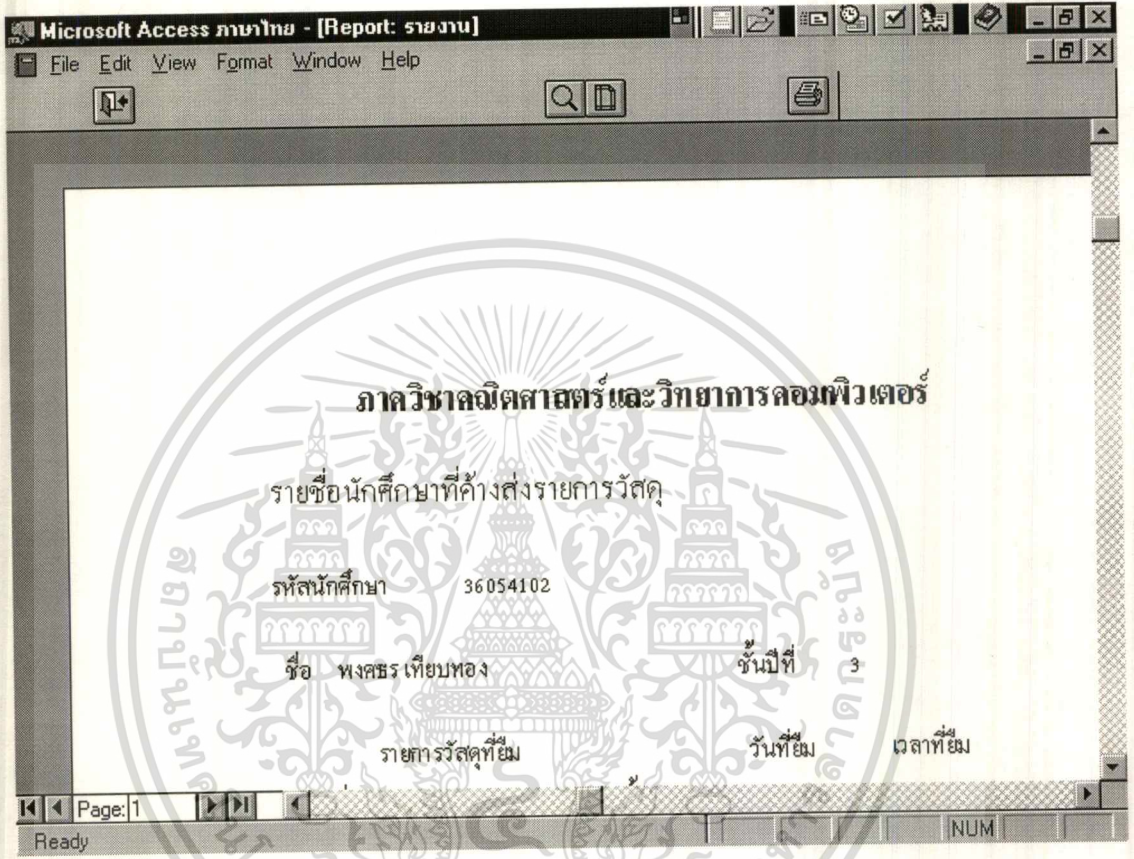 Microsoft Access ภาษาไทย - [Report: รายงาน]
File Edit View Format Window Help
ภาควิชาคณิตศาสตร์และวิทยาการคอมพิวเตอร์
รายชื่อนักศึกษาที่ค้างส่งรายการวัสดุ
รหัสนักศึกษา 36054102
ชื่อ พงศธร เทียบทอง ชั้นปีที่ 3
รายการวัสดุที่ยืม วันที่ยืม เวลาที่ยืม
Page: 1
Ready NUM